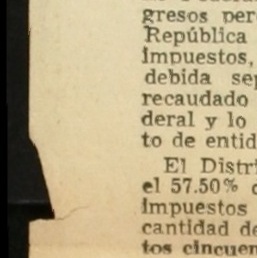 gresos per
República
impuestos,
debida sep
recaudado
deral y lo
to de entid
El Distri
el 57.50%
impuestos
cantidad de
tos cincuen